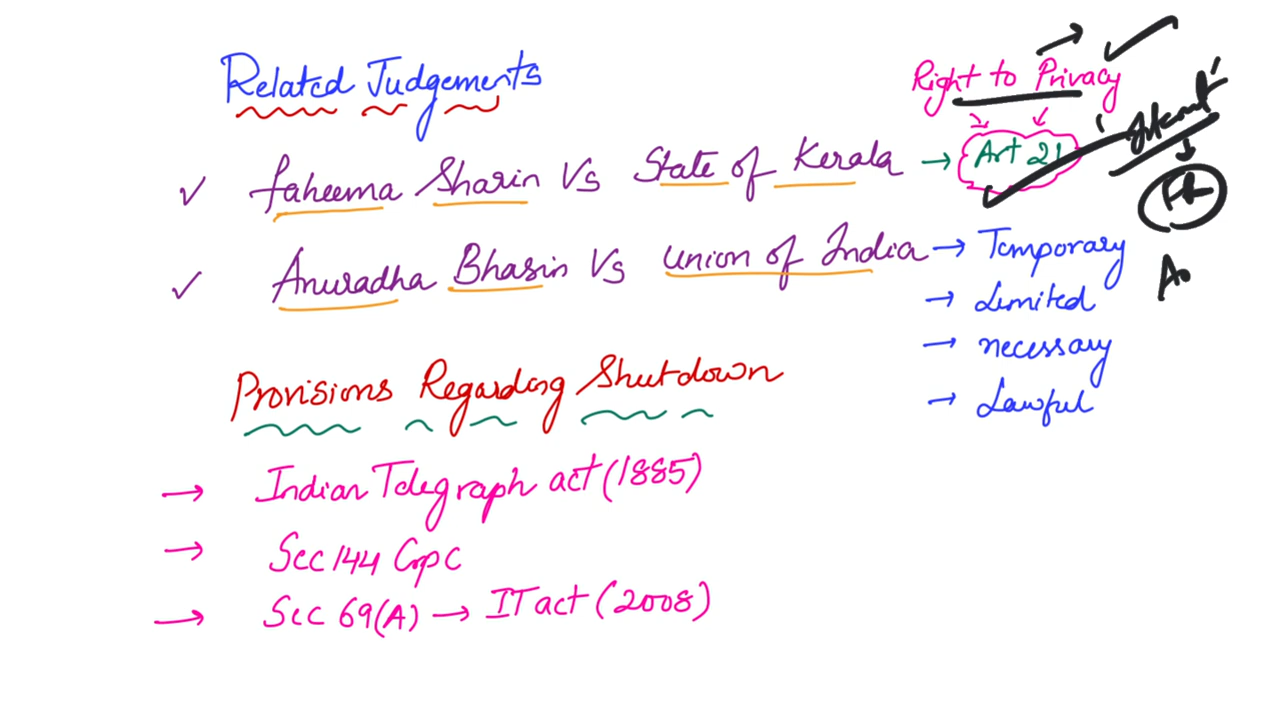 Related Judgements
Right to Privacy
✓ faheema Sharin Vs State of Kerala → Art 21
Internet
FR
✓ Anuradha Bhasin Vs Union of India → Temporary
→ Limited
→ necessary
→ Lawful
Provisions Regarding Shutdown
→ Indian Telegraph act (1885)
→ Sec 144 Crpc
→ Sec 69(A) → IT act (2008)